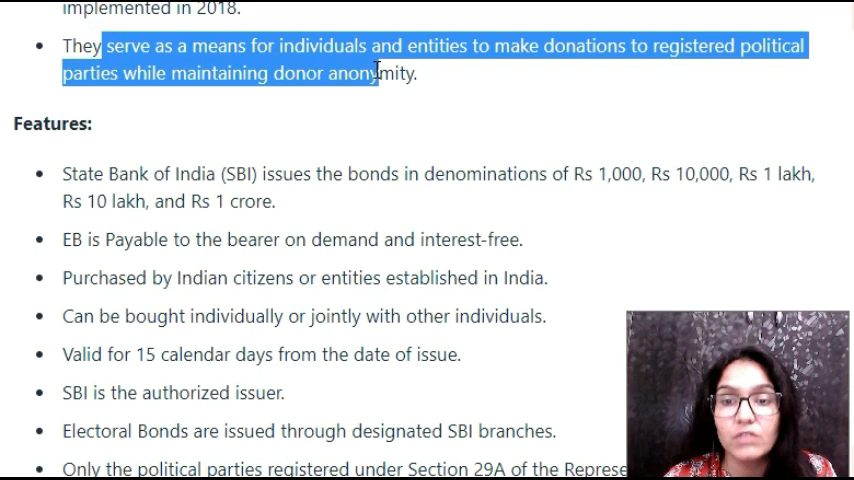 implemented in 2018.
They serve as a means for individuals and entities to make donations to registered political
parties while maintaining donor anonymity.
Features:
State Bank of India (SBI) issues the bonds in denominations of Rs 1,000, Rs 10,000, Rs 1 lakh,
Rs 10 lakh, and Rs 1 crore.
EB is Payable to the bearer on demand and interest-free.
Purchased by Indian citizens or entities established in India.
Can be bought individually or jointly with other individuals.
Valid for 15 calendar days from the date of issue.
SBI is the authorized issuer.
Electoral Bonds are issued through designated SBI branches.
Only the political parties registered under Section 29A of the Represe